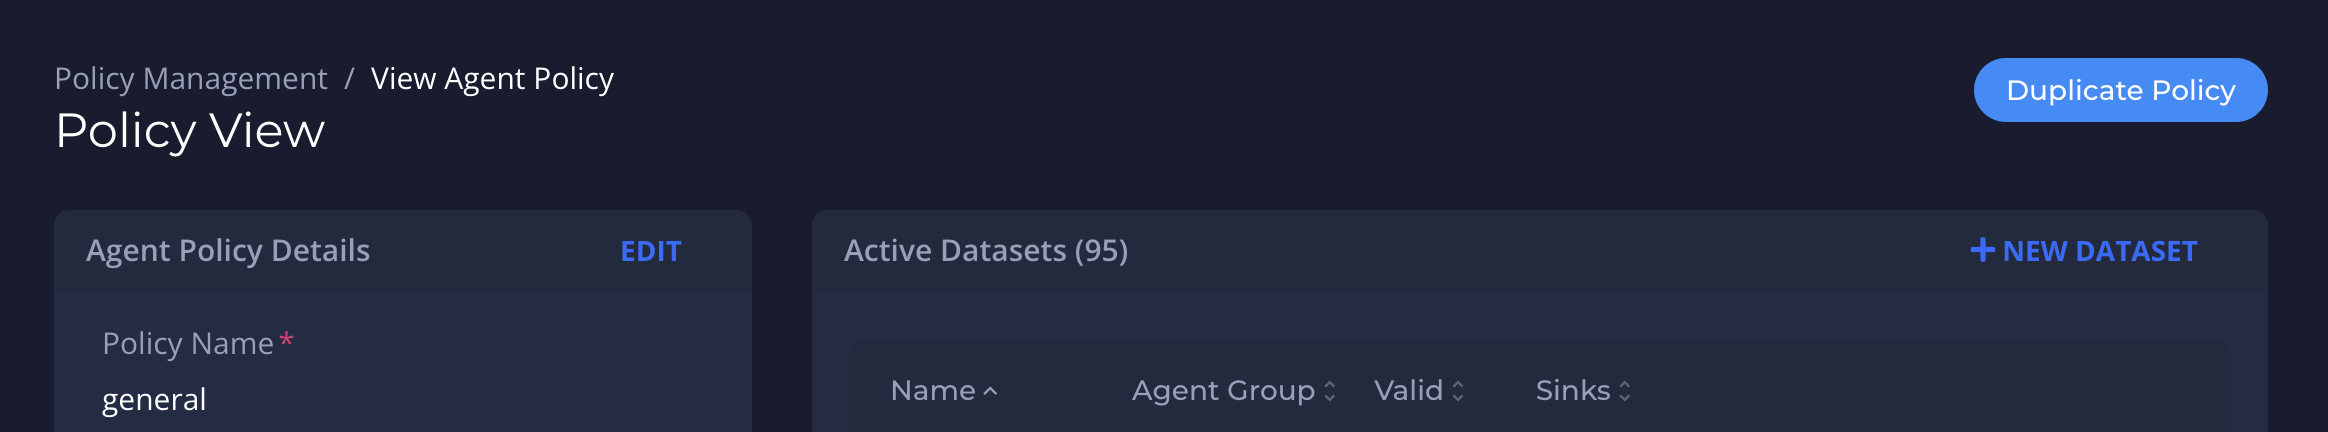 Policy Management / View Agent Policy
Duplicate Policy
Policy View
Agent Policy Details
EDIT
Policy Name *
general
Active Datasets (95)
+ NEW DATASET
Name Agent Group Valid Sinks